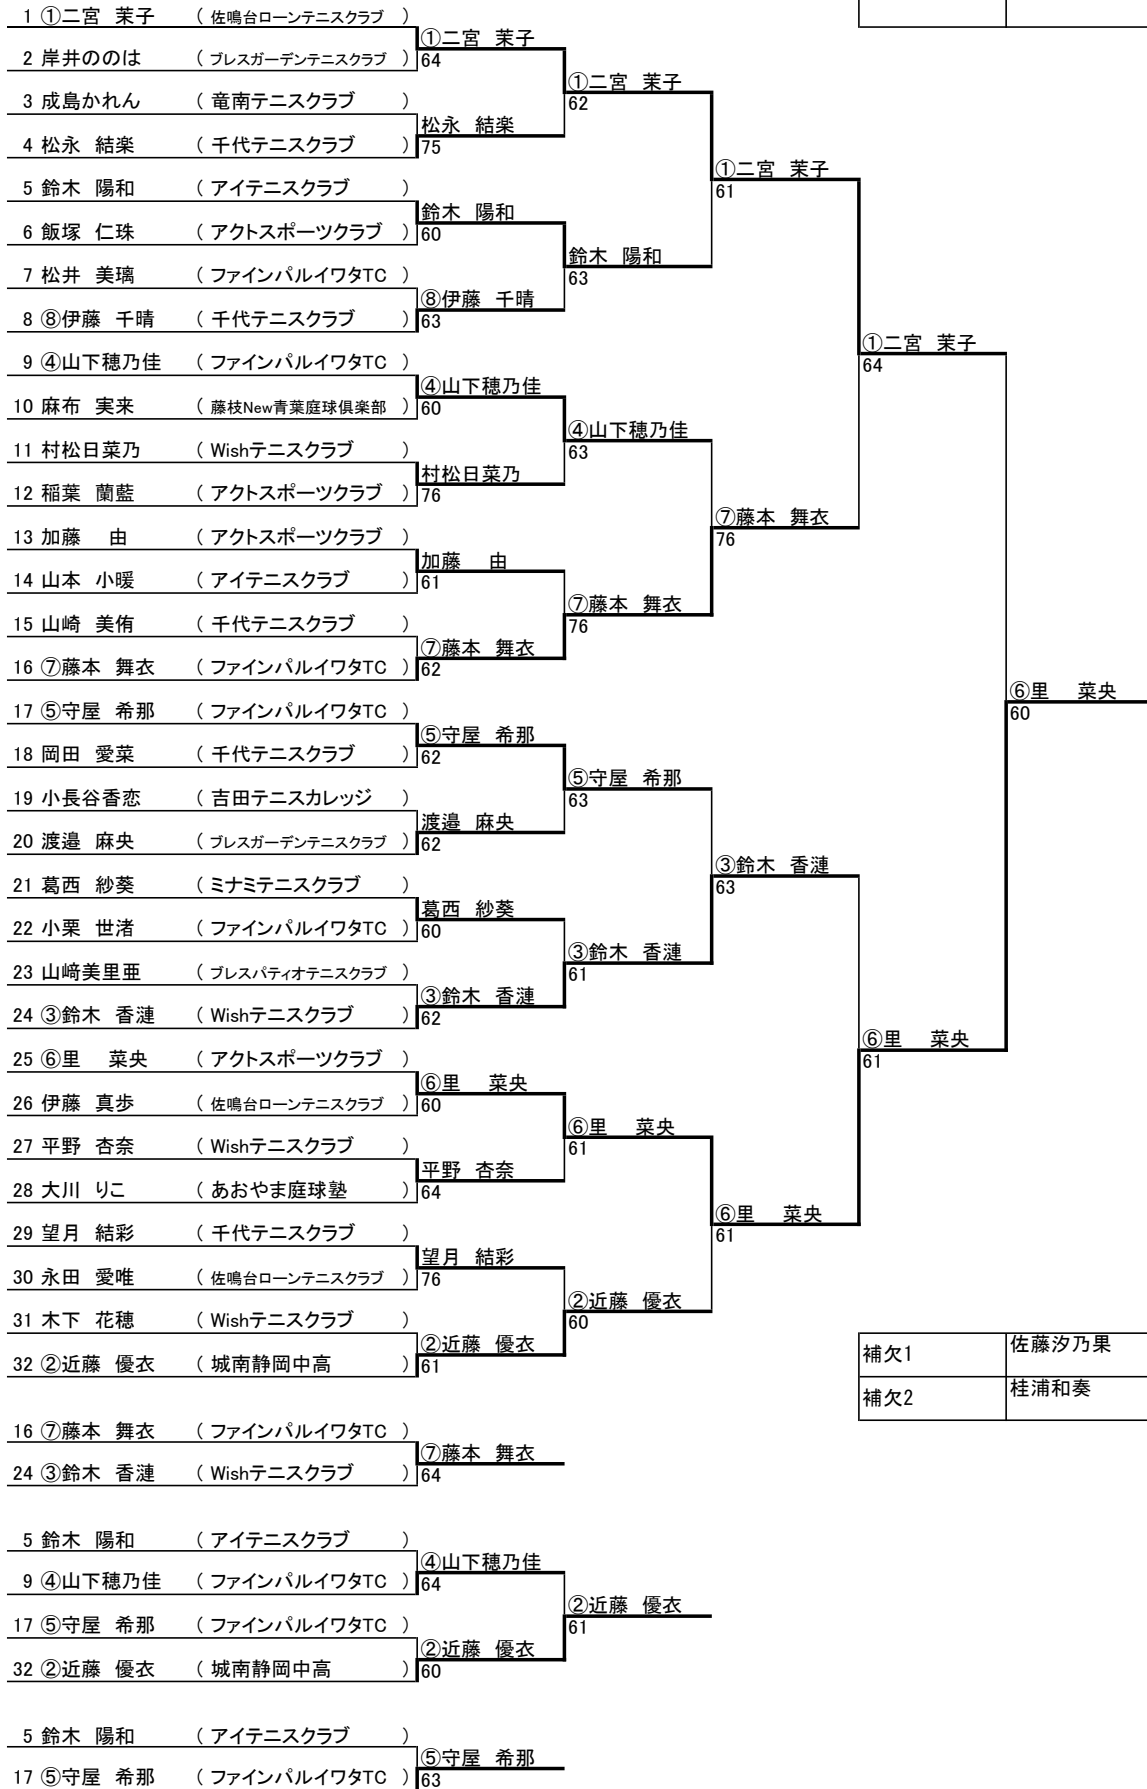 1 ①二宮 茉子 ( 佐鳴台ローンテニスクラブ )
①二宮 茉子
2 岸井ののは ( ブレスガーデンテニスクラブ ) 64
①二宮 茉子
3 成島かれん ( 竜南テニスクラブ ) 62
松永 結楽
4 松永 結楽 ( 千代テニスクラブ ) 75
①二宮 茉子
5 鈴木 陽和 ( アイテニスクラブ ) 61
鈴木 陽和
6 飯塚 仁珠 ( アクトスポーツクラブ ) 60
鈴木 陽和
7 松井 美璃 ( ファインパルイワタTC ) 63
⑧伊藤 千晴
8 ⑧伊藤 千晴 ( 千代テニスクラブ ) 63
①二宮 茉子
9 ④山下穂乃佳 ( ファインパルイワタTC ) 64
④山下穂乃佳
10 麻布 実来 ( 藤枝New青葉庭球倶楽部 ) 60
④山下穂乃佳
11 村松日菜乃 ( Wishテニスクラブ ) 63
村松日菜乃
12 稲葉 蘭藍 ( アクトスポーツクラブ ) 76
⑦藤本 舞衣
13 加藤 由 ( アクトスポーツクラブ ) 76
加藤 由
14 山本 小暖 ( アイテニスクラブ ) 61
⑦藤本 舞衣
15 山崎 美侑 ( 千代テニスクラブ ) 76
⑦藤本 舞衣
16 ⑦藤本 舞衣 ( ファインパルイワタTC ) 62
⑥里 菜央
17 ⑤守屋 希那 ( ファインパルイワタTC ) 60
⑤守屋 希那
18 岡田 愛菜 ( 千代テニスクラブ ) 62
⑤守屋 希那
19 小長谷香恋 ( 吉田テニスカレッジ ) 63
渡邉 麻央
20 渡邉 麻央 ( ブレスガーデンテニスクラブ ) 62
③鈴木 香漣
21 葛西 紗葵 ( ミナミテニスクラブ ) 63
葛西 紗葵
22 小栗 世渚 ( ファインパルイワタTC ) 60
③鈴木 香漣
23 山﨑美里亜 ( ブレスパティオテニスクラブ ) 61
③鈴木 香漣
24 ③鈴木 香漣 ( Wishテニスクラブ ) 62
⑥里 菜央
25 ⑥里 菜央 ( アクトスポーツクラブ ) 61
⑥里 菜央
26 伊藤 真歩 ( 佐鳴台ローンテニスクラブ ) 60
⑥里 菜央
27 平野 杏奈 ( Wishテニスクラブ ) 61
平野 杏奈
28 大川 りこ ( あおやま庭球塾 ) 64
⑥里 菜央
29 望月 結彩 ( 千代テニスクラブ ) 61
望月 結彩
30 永田 愛唯 ( 佐鳴台ローンテニスクラブ ) 76
②近藤 優衣
31 木下 花穂 ( Wishテニスクラブ ) 60
②近藤 優衣
32 ②近藤 優衣 ( 城南静岡中高 ) 61
補欠1 佐藤汐乃果
補欠2 桂浦和奏
16 ⑦藤本 舞衣 ( ファインパルイワタTC )
⑦藤本 舞衣
24 ③鈴木 香漣 ( Wishテニスクラブ ) 64
5 鈴木 陽和 ( アイテニスクラブ )
④山下穂乃佳
9 ④山下穂乃佳 ( ファインパルイワタTC ) 64
②近藤 優衣
17 ⑤守屋 希那 ( ファインパルイワタTC ) 61
②近藤 優衣
32 ②近藤 優衣 ( 城南静岡中高 ) 60
5 鈴木 陽和 ( アイテニスクラブ )
⑤守屋 希那
17 ⑤守屋 希那 ( ファインパルイワタTC ) 63